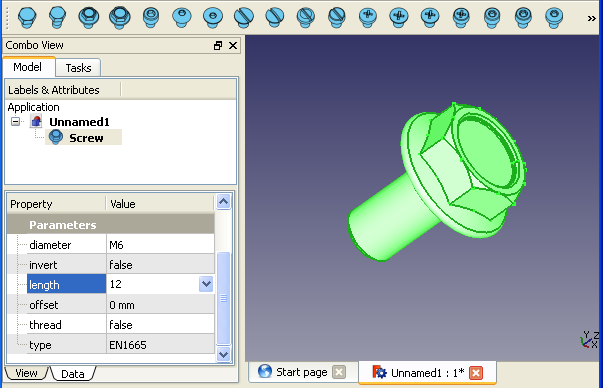 »
Combo View
Model Tasks
Labels & Attributes
Application
Unnamed1
Screw
Property Value
Parameters
diameter M6
invert false
length 12
offset 0 mm
thread false
type EN1665
View Data
Start page Unnamed1 : 1*
Y Z
X